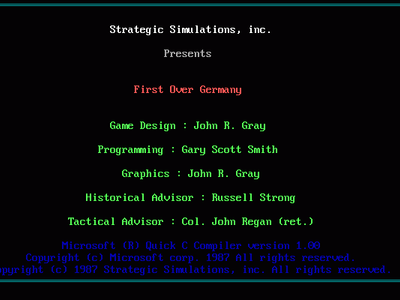 Strategic Simulations, inc.
Presents
First Over Germany
Game Design : John R. Gray
Programming : Gary Scott Smith
Graphics : John R. Gray
Historical Advisor : Russell Strong
Tactical Advisor : Col. John Regan (ret.)
Microsoft (R) Quick C Compiler version 1.00
Copyright (c) Microsoft corp. 1987 All rights reserved.
opyright (c) 1987 Strategic Simulations, inc. All rights reserved.